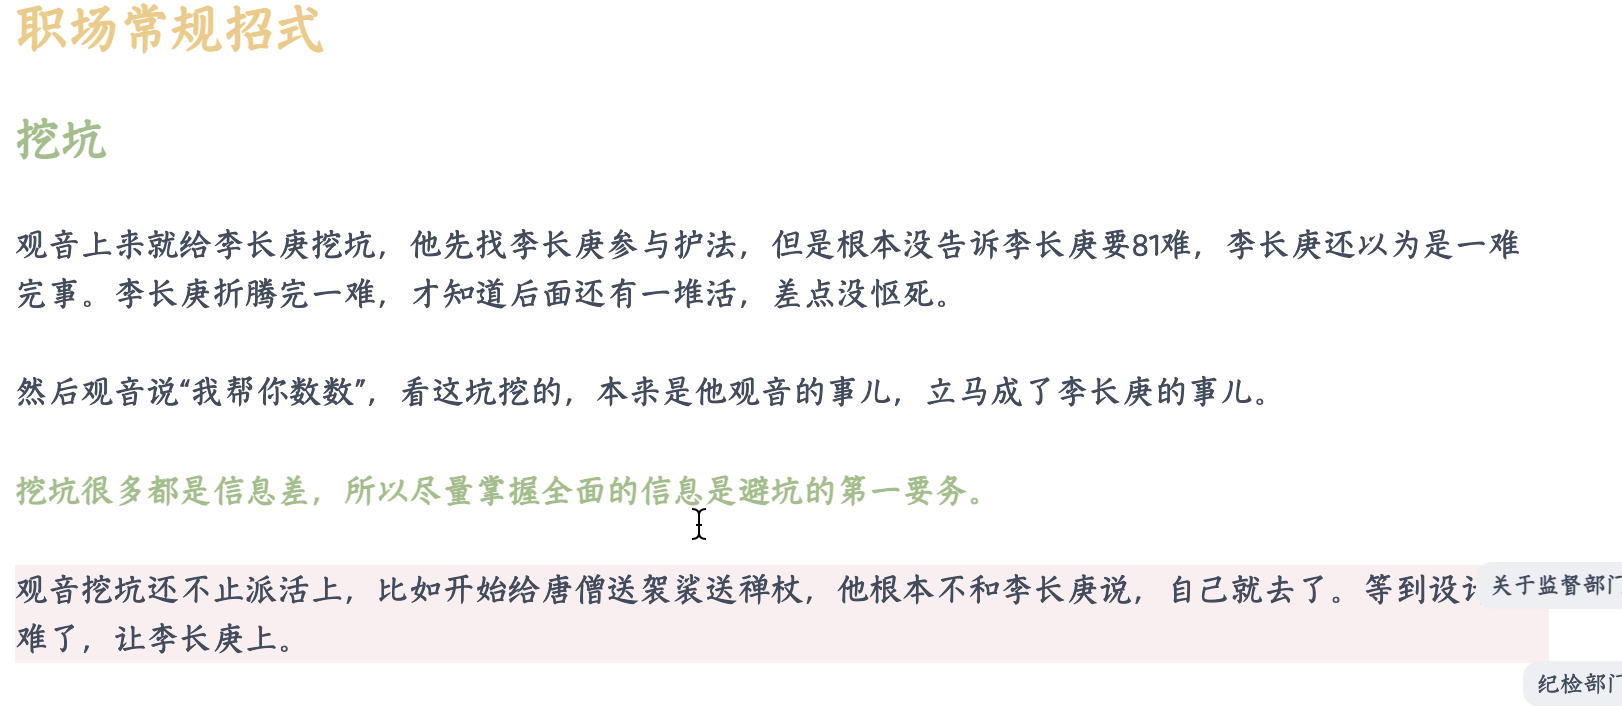 职场常规招式
挖坑
观音上来就给李长庚挖坑，他先找李长庚参与护法，但是根本没告诉李长庚要81难，李长庚还以为是一难
完事。李长庚折腾完一难，才知道后面还有一堆活，差点没怄死。
然后观音说“我帮你数数”，看这坑挖的，本来是他观音的事儿，立马成了李长庚的事儿。
挖坑很多都是信息差，所以尽量掌握全面的信息是避坑的第一要务。
观音挖坑还不止派活上，比如开始给唐僧送袈裟送禅杖，他根本不和李长庚说，自己就去了。等到设
难了，让李长庚上。
关于监督部
纪检部